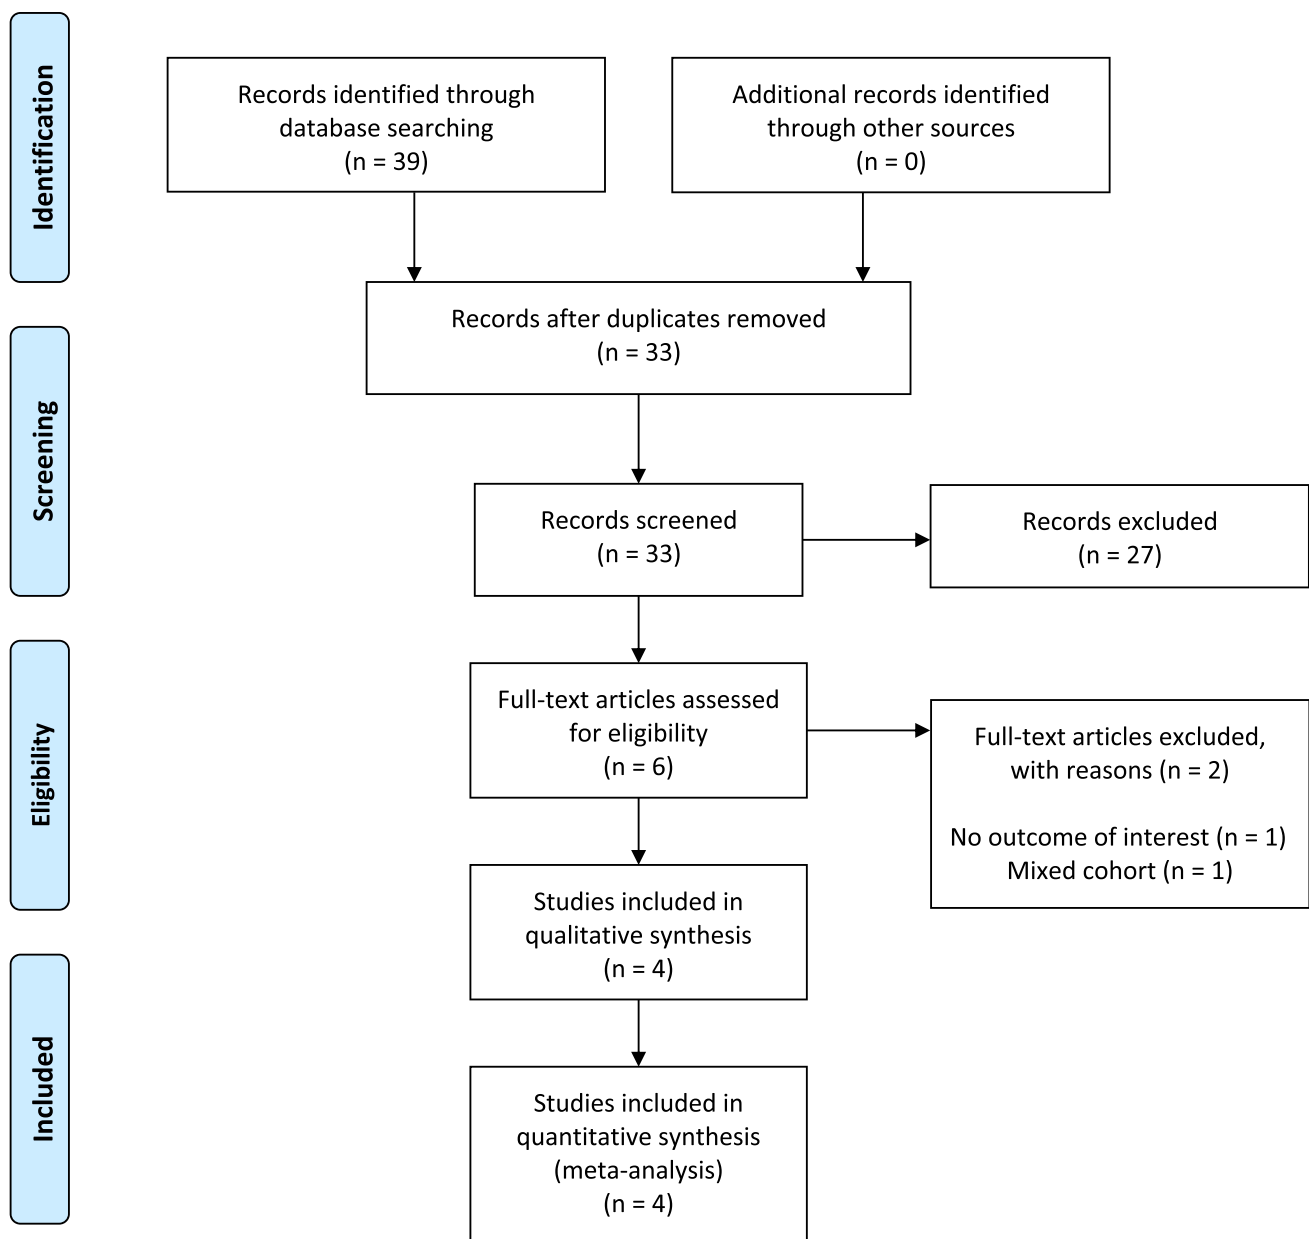 Identification
Records identified through
database searching
(n = 39)
Additional records identified
through other sources
(n = 0)
Records after duplicates removed
(n = 33)
Screening
Records screened
(n = 33)
Records excluded
(n = 27)
Eligibility
Full-text articles assessed
for eligibility
(n = 6)
Full-text articles excluded,
with reasons (n = 2)
No outcome of interest (n = 1)
Mixed cohort (n = 1)
Studies included in
qualitative synthesis
(n = 4)
Included
Studies included in
quantitative synthesis
(meta-analysis)
(n = 4)